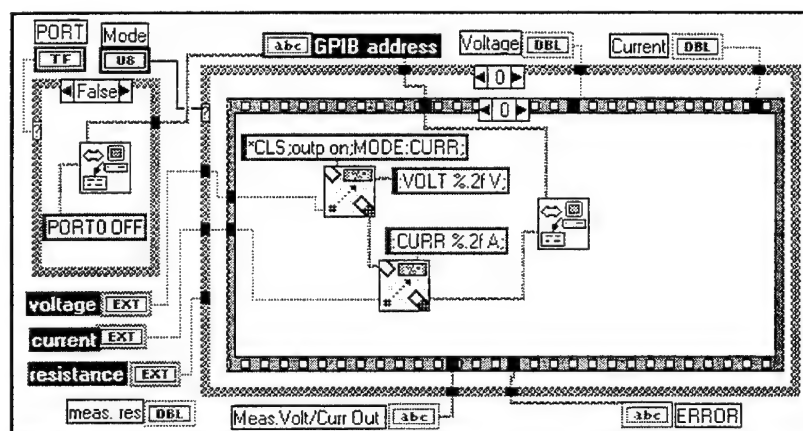 PORT
Mode
abc GPIB address
Voltage DBL
Current DBL
TF
U8
False
0
0
*CLS;outp on;MODE:CURR;
;VOLT %.2f V;
;CURR %.2f A;
PORT0 OFF
voltage EXT
current EXT
resistance EXT
meas. res DBL
Meas.Volt/Curr Out abc
abc ERROR